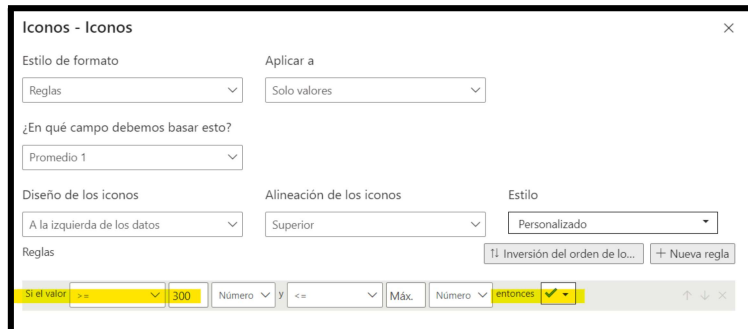 Iconos - Iconos
Estilo de formato Aplicar a
Reglas Solo valores
¿En qué campo debemos basar esto?
Promedio 1
Diseño de los iconos Alineación de los iconos Estilo
A la izquierda de los datos Superior Personalizado
Reglas Inversión del orden de lo... + Nueva regla
Si el valor >= 300 Número y <= Máx. Número entonces